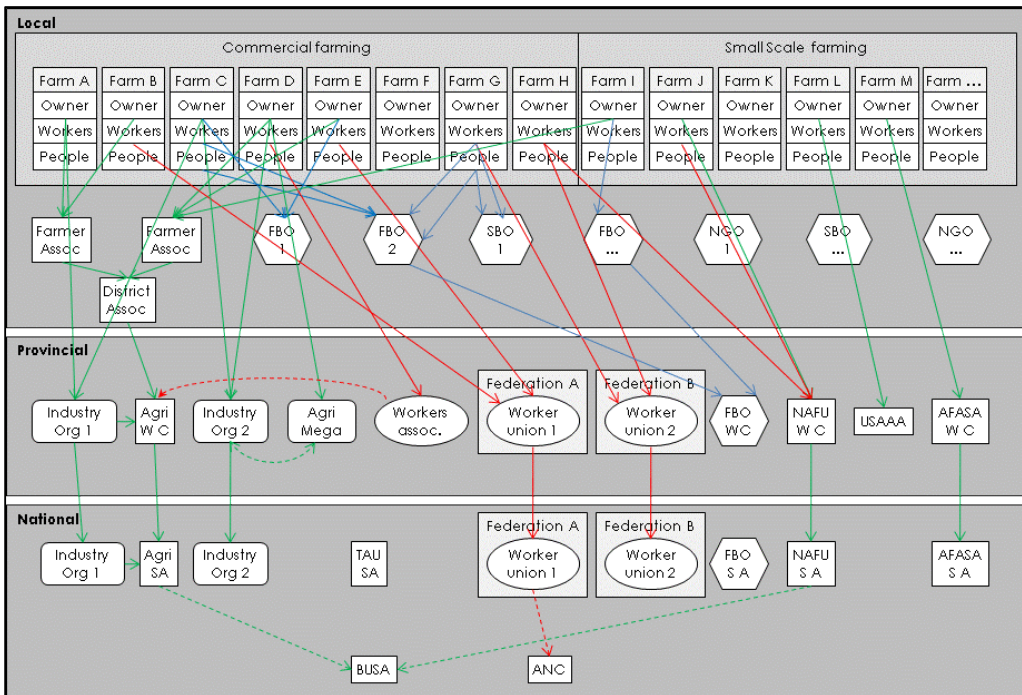 Local
Commercial farming
Small Scale farming
Farm A Farm B Farm C Farm D Farm E Farm F Farm G Farm H Farm I Farm J Farm K Farm L Farm M Farm ...
Owner Owner Owner Owner Owner Owner Owner Owner Owner Owner Owner Owner Owner Owner
Workers Workers Workers Workers Workers Workers Workers Workers Workers Workers Workers Workers Workers Workers
People People People People People People People People People People People People People People
Farmer
Assoc
Farmer
Assoc
FBO
1
FBO
2
SBO
1
FBO
...
NGO
1
SBO
...
NGO
...
District
Assoc
Provincial
Industry
Org 1
Agri
W C
Industry
Org 2
Agri
Mega
Workers
assoc.
Federation A
Worker
union 1
Federation B
Worker
union 2
FBO
WC
NAFU
W C
USAAA
AFASA
W C
National
Industry
Org 1
Agri
SA
Industry
Org 2
TAU
SA
Federation A
Worker
union 1
Federation B
Worker
union 2
FBO
S A
NAFU
S A
AFASA
S A
BUSA
ANC